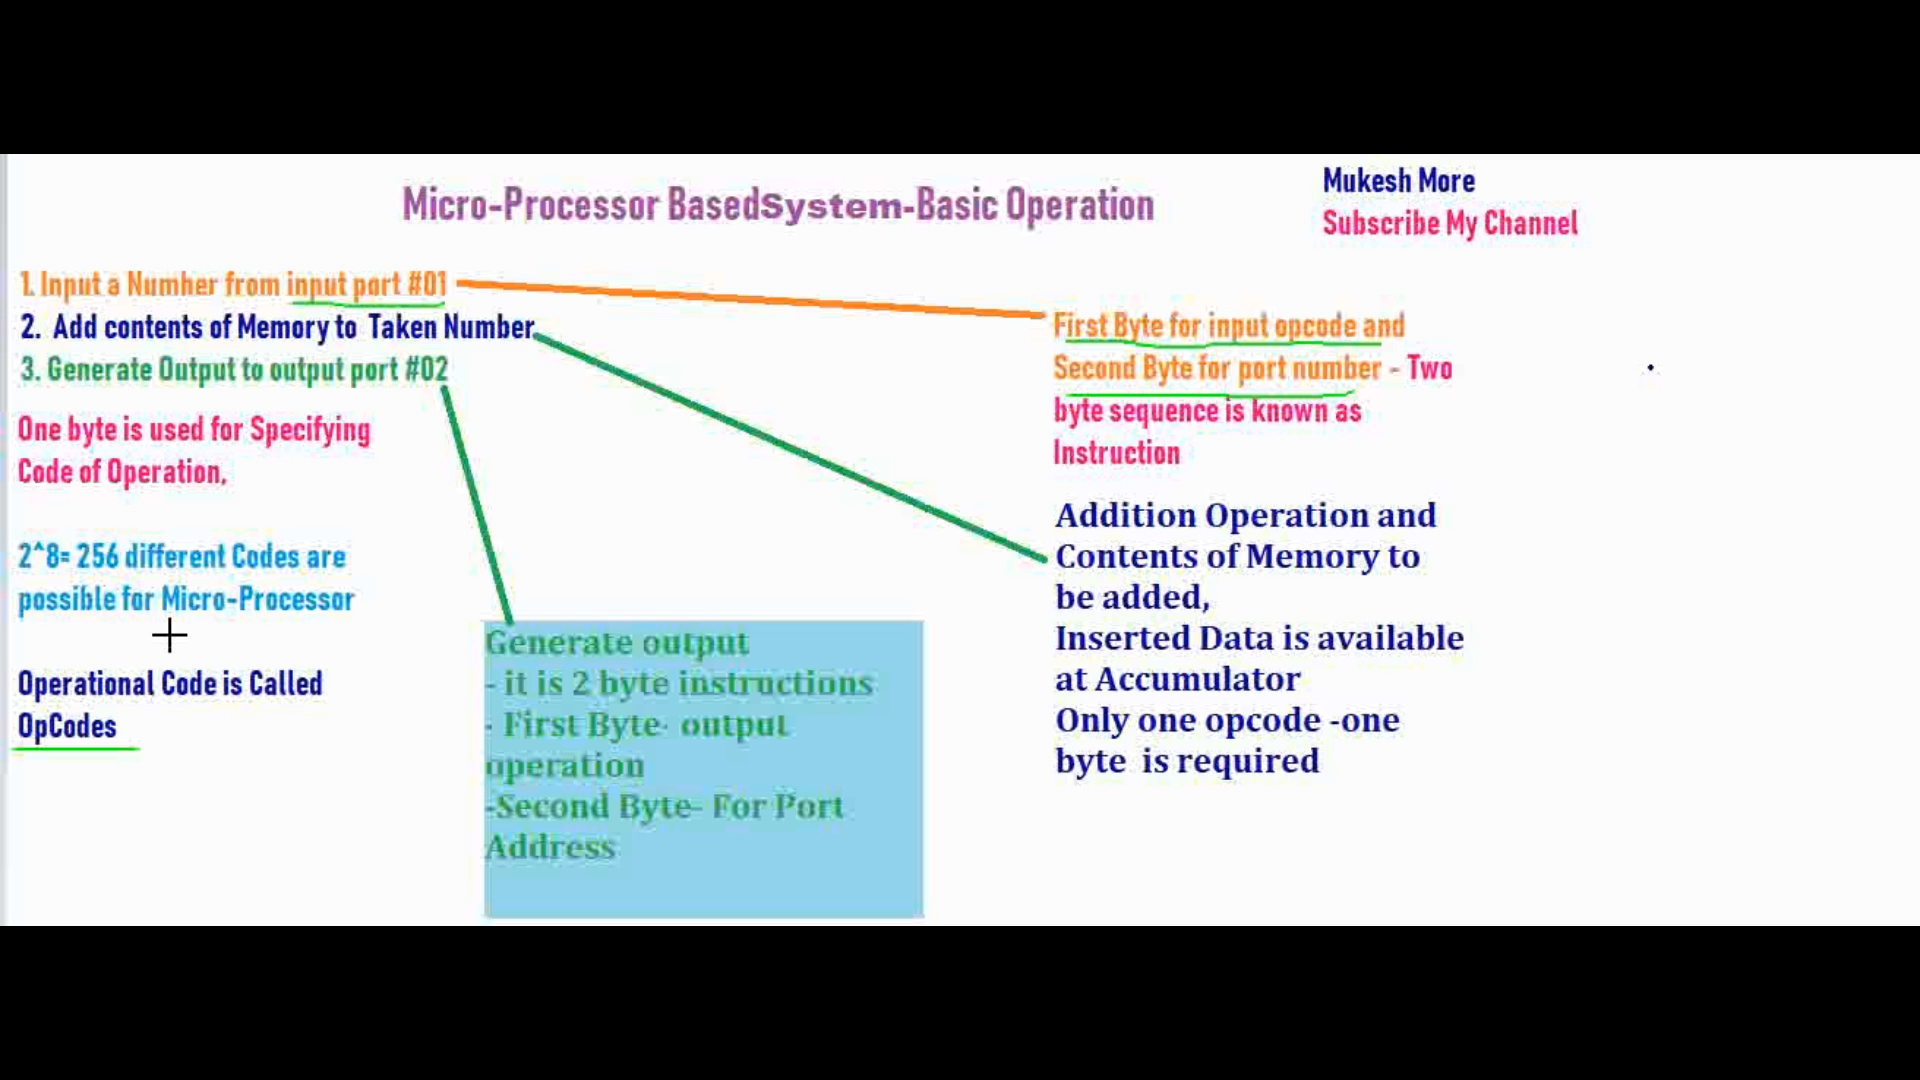 Micro-Processor BasedSystem-Basic Operation
Mukesh More
Subscribe My Channel
1. Input a Number from input port #01
2. Add contents of Memory to Taken Number
3. Generate Output to output port #02
One byte is used for Specifying
Code of Operation,
2^8= 256 different Codes are
possible for Micro-Processor
Operational Code is Called
OpCodes
Generate output
- it is 2 byte instructions
- First Byte- output
operation
-Second Byte- For Port
Address
First Byte for input opcode and
Second Byte for port number - Two
byte sequence is known as
Instruction
Addition Operation and
Contents of Memory to
be added,
Inserted Data is available
at Accumulator
Only one opcode -one
byte is required